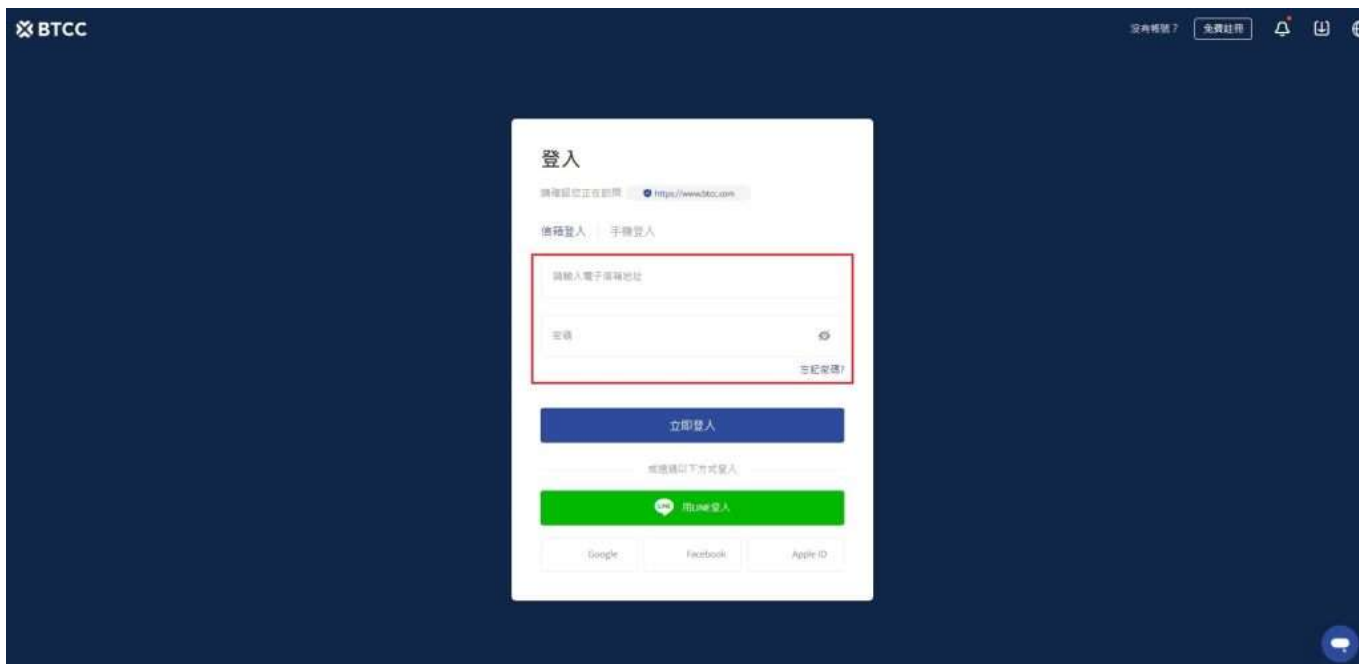 BTCC
沒有帳號？ 免費註冊
登入
請確認您正在訪問 https://www.btcc.com
信箱登入 手機登入
請輸入電子信箱地址
密碼
忘記密碼?
立即登入
或通過以下方式登入
LINE 用LINE登入
Google Facebook Apple ID